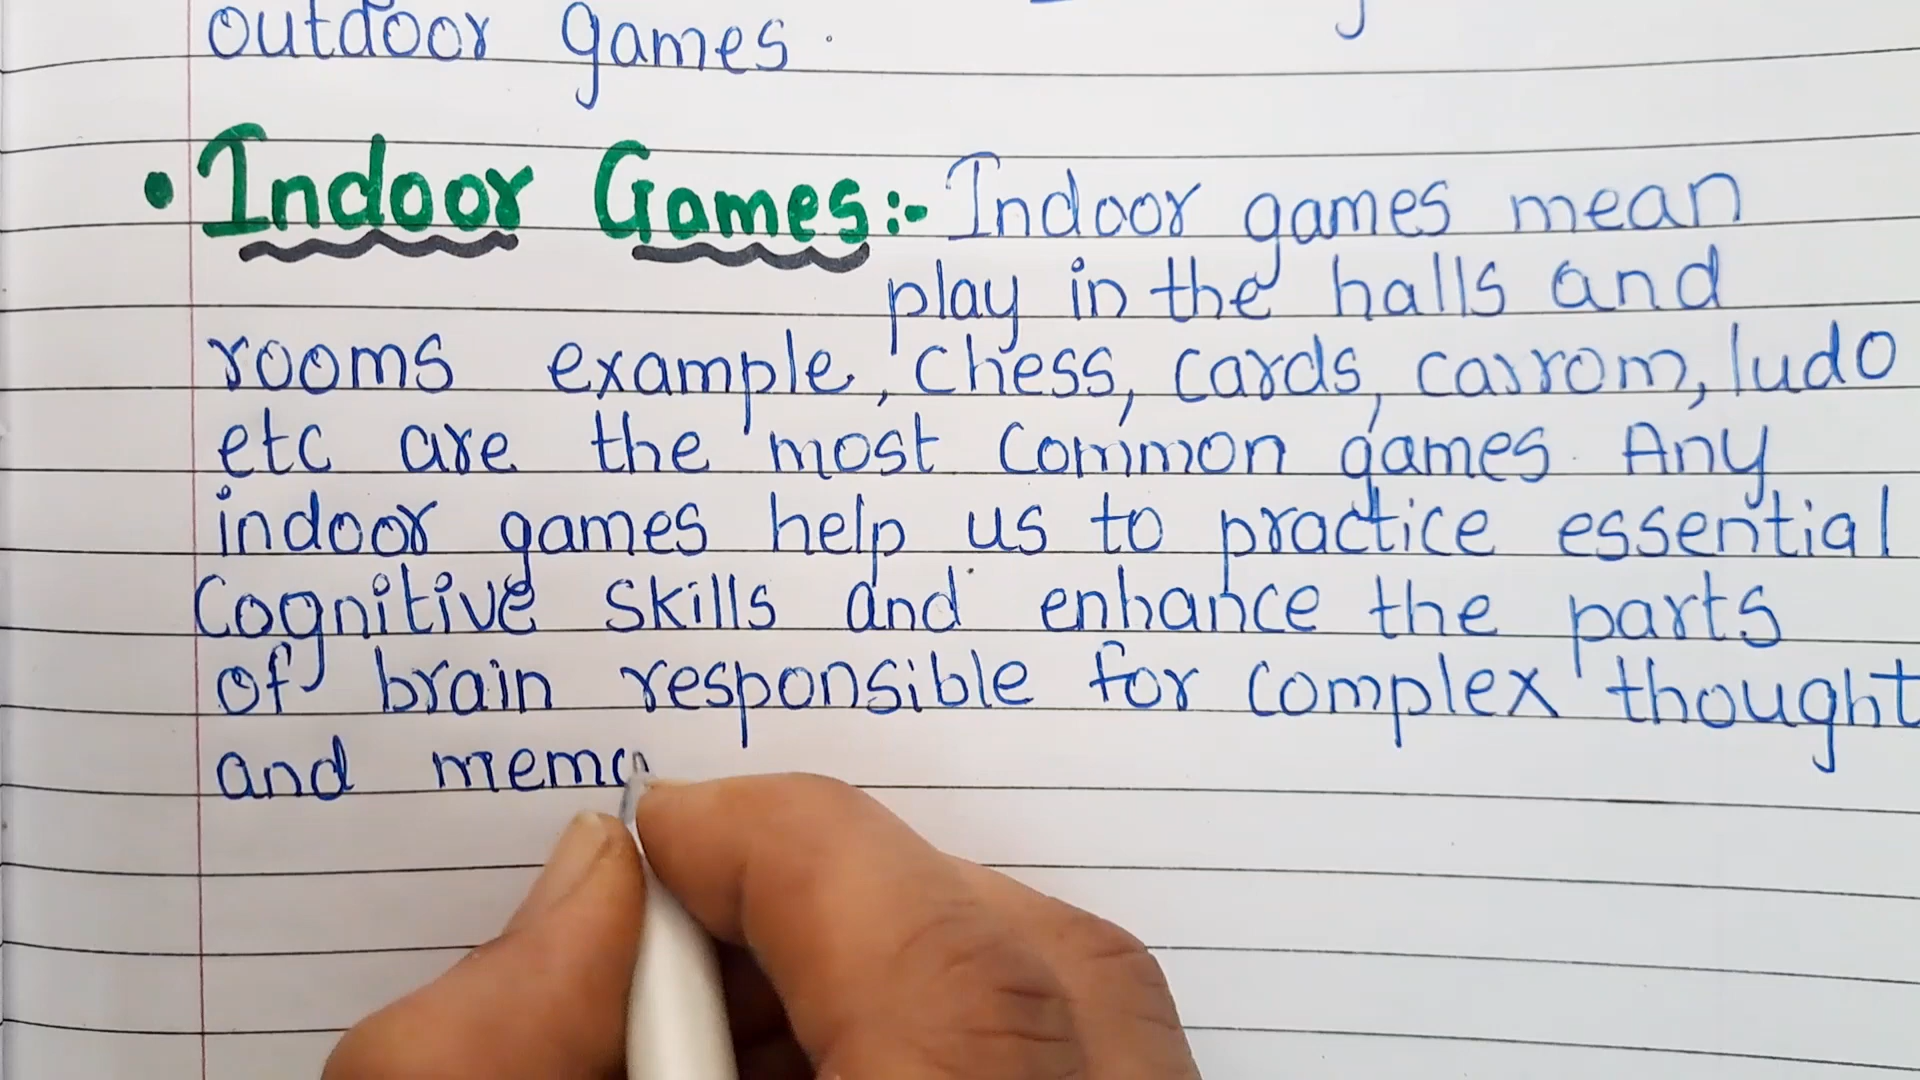 outdoor games.
• Indoor Games:- Indoor games mean
play in the halls and
rooms example, chess, cards, carrom, ludo
etc are the most common games. Any
indoor games help us to practice essential
Cognitive skills and enhance the parts
of brain responsible for complex thought
and memo